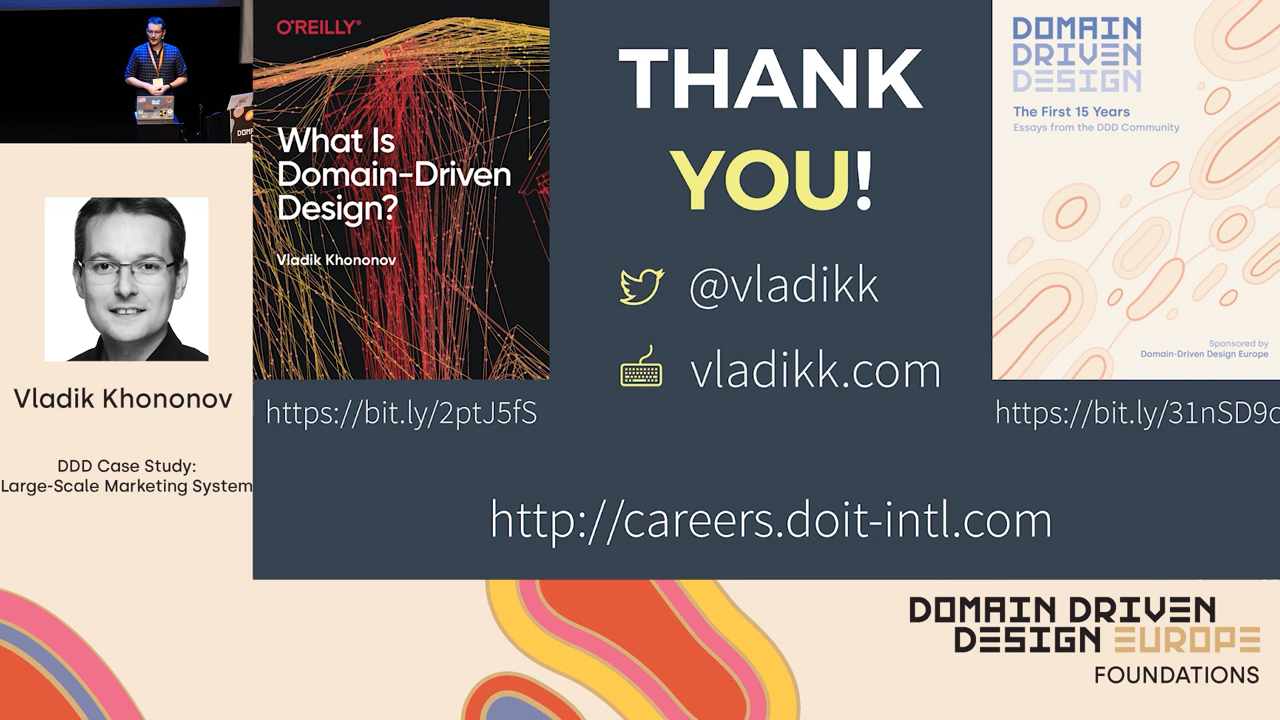 O'REILLY®
What Is
Domain-Driven
Design?
Vladik Khononov
https://bit.ly/2ptJ5fS
THANK
YOU!
@vladikk
vladikk.com
DOMAIN
DRIVEN
DESIGN
The First 15 Years
Essays from the DDD Community
Sponsored by
Domain-Driven Design Europe
https://bit.ly/31nSD9c
http://careers.doit-intl.com
Vladik Khononov
DDD Case Study:
Large-Scale Marketing System
DOMAIN DRIVEN
DESIGN EUROPE
FOUNDATIONS